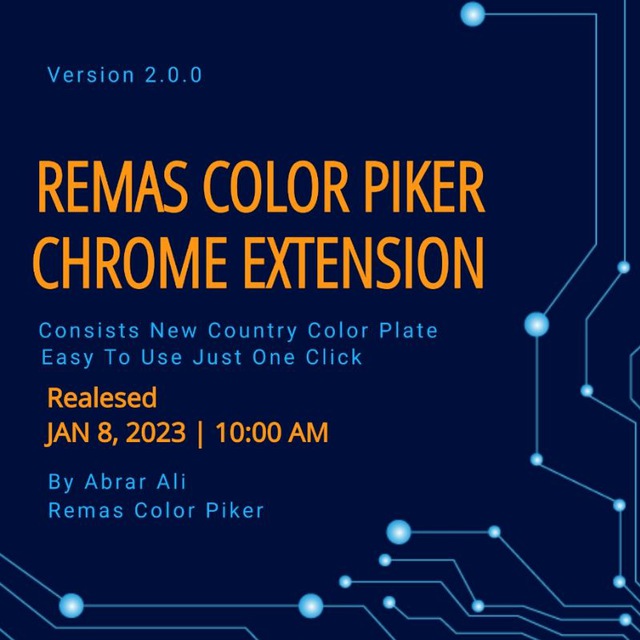 Version 2.0.0
REMAS COLOR PIKER
CHROME EXTENSION
Consists New Country Color Plate
Easy To Use Just One Click
Realesed
JAN 8, 2023 | 10:00 AM
By Abrar Ali
Remas Color Piker